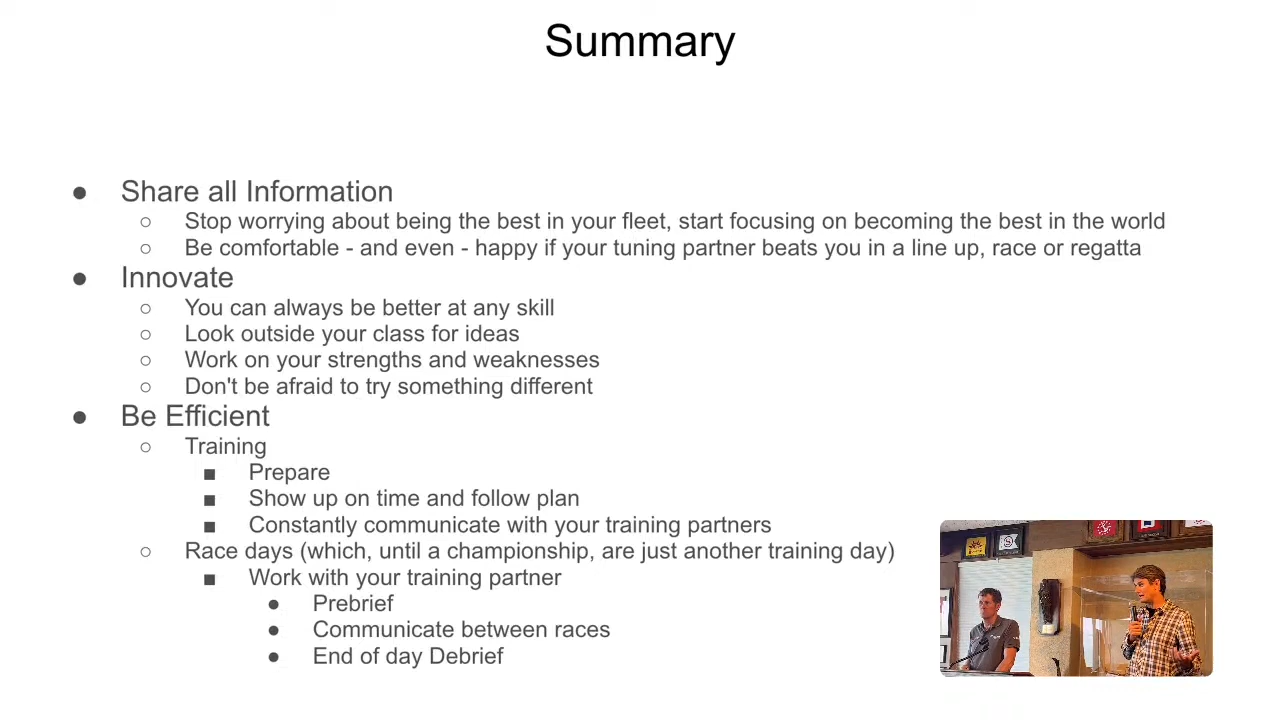 Summary
● Share all Information
○ Stop worrying about being the best in your fleet, start focusing on becoming the best in the world
○ Be comfortable - and even - happy if your tuning partner beats you in a line up, race or regatta
● Innovate
○ You can always be better at any skill
○ Look outside your class for ideas
○ Work on your strengths and weaknesses
○ Don't be afraid to try something different
● Be Efficient
○ Training
■ Prepare
■ Show up on time and follow plan
■ Constantly communicate with your training partners
○ Race days (which, until a championship, are just another training day)
■ Work with your training partner
● Prebrief
● Communicate between races
● End of day Debrief